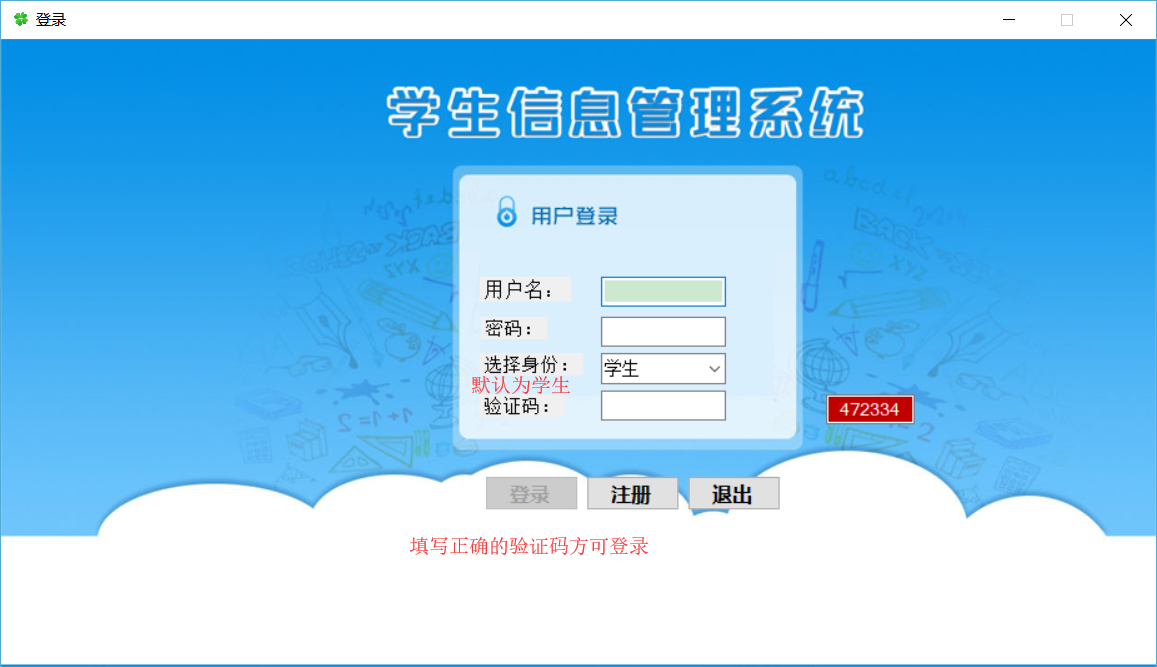 登录
学生信息管理系统
用户登录
用户名：
密码：
选择身份： 学生
默认为学生
验证码：
472334
登录 注册 退出
填写正确的验证码方可登录